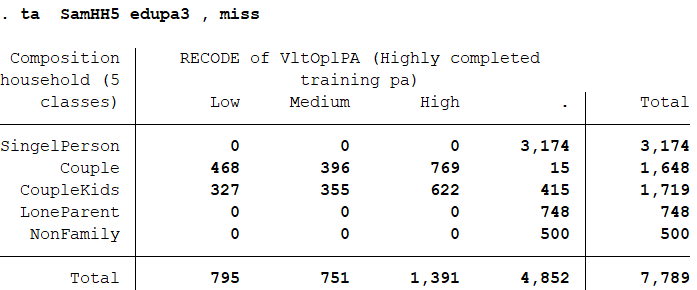 . ta  SamHH5 edupa3 , miss
Composition RECODE of VltOplPA (Highly completed
household (5 training pa)
classes) Low Medium High . Total
SingelPerson 0 0 0 3,174 3,174
Couple 468 396 769 15 1,648
CoupleKids 327 355 622 415 1,719
LoneParent 0 0 0 748 748
NonFamily 0 0 0 500 500
Total 795 751 1,391 4,852 7,789